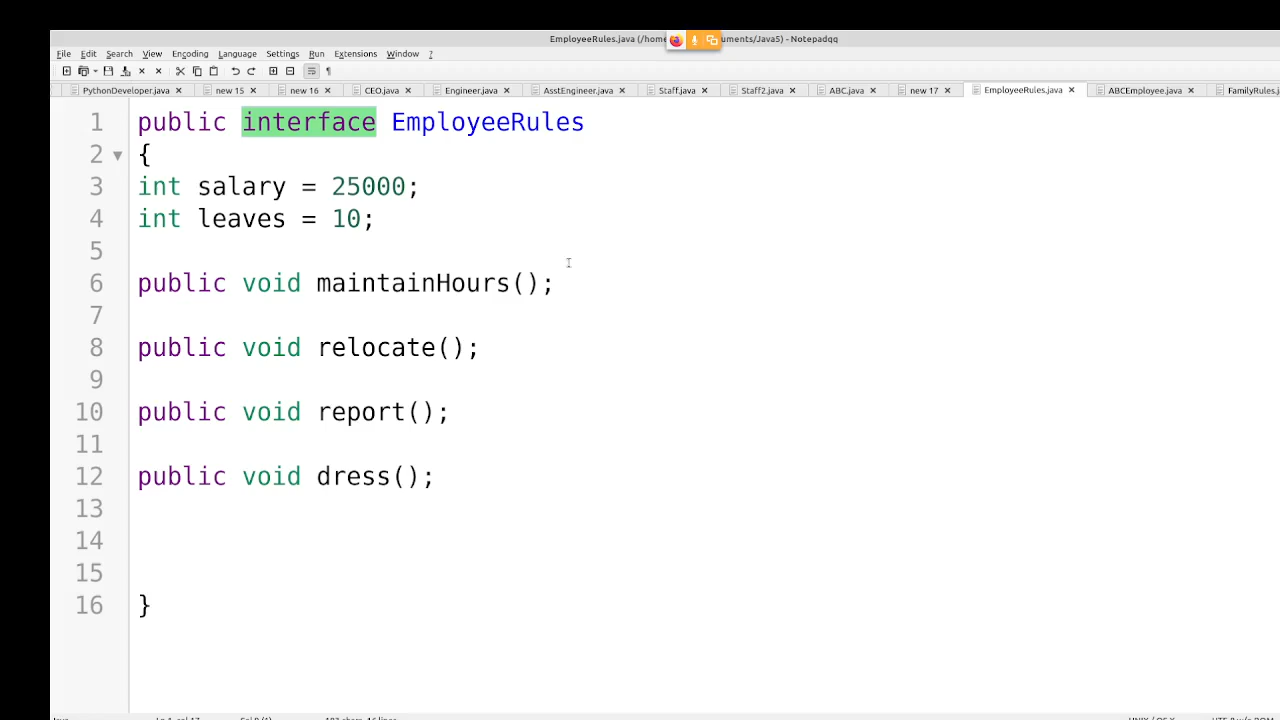 EmployeeRules.java (/home uments/Java5) - Notepadqq
File Edit Search View Encoding Language Settings Run Extensions Window ?
PythonDeveloper.java new 15 new 16 CEO.java Engineer.java AsstEngineer.java Staff.java Staff2.java ABC.java new 17 EmployeeRules.java ABCEmployee.java FamilyRules.j
1 public interface EmployeeRules
2 {
3 int salary = 25000;
4 int leaves = 10;
5
6 public void maintainHours();
7
8 public void relocate();
9
10 public void report();
11
12 public void dress();
13
14
15
16 }